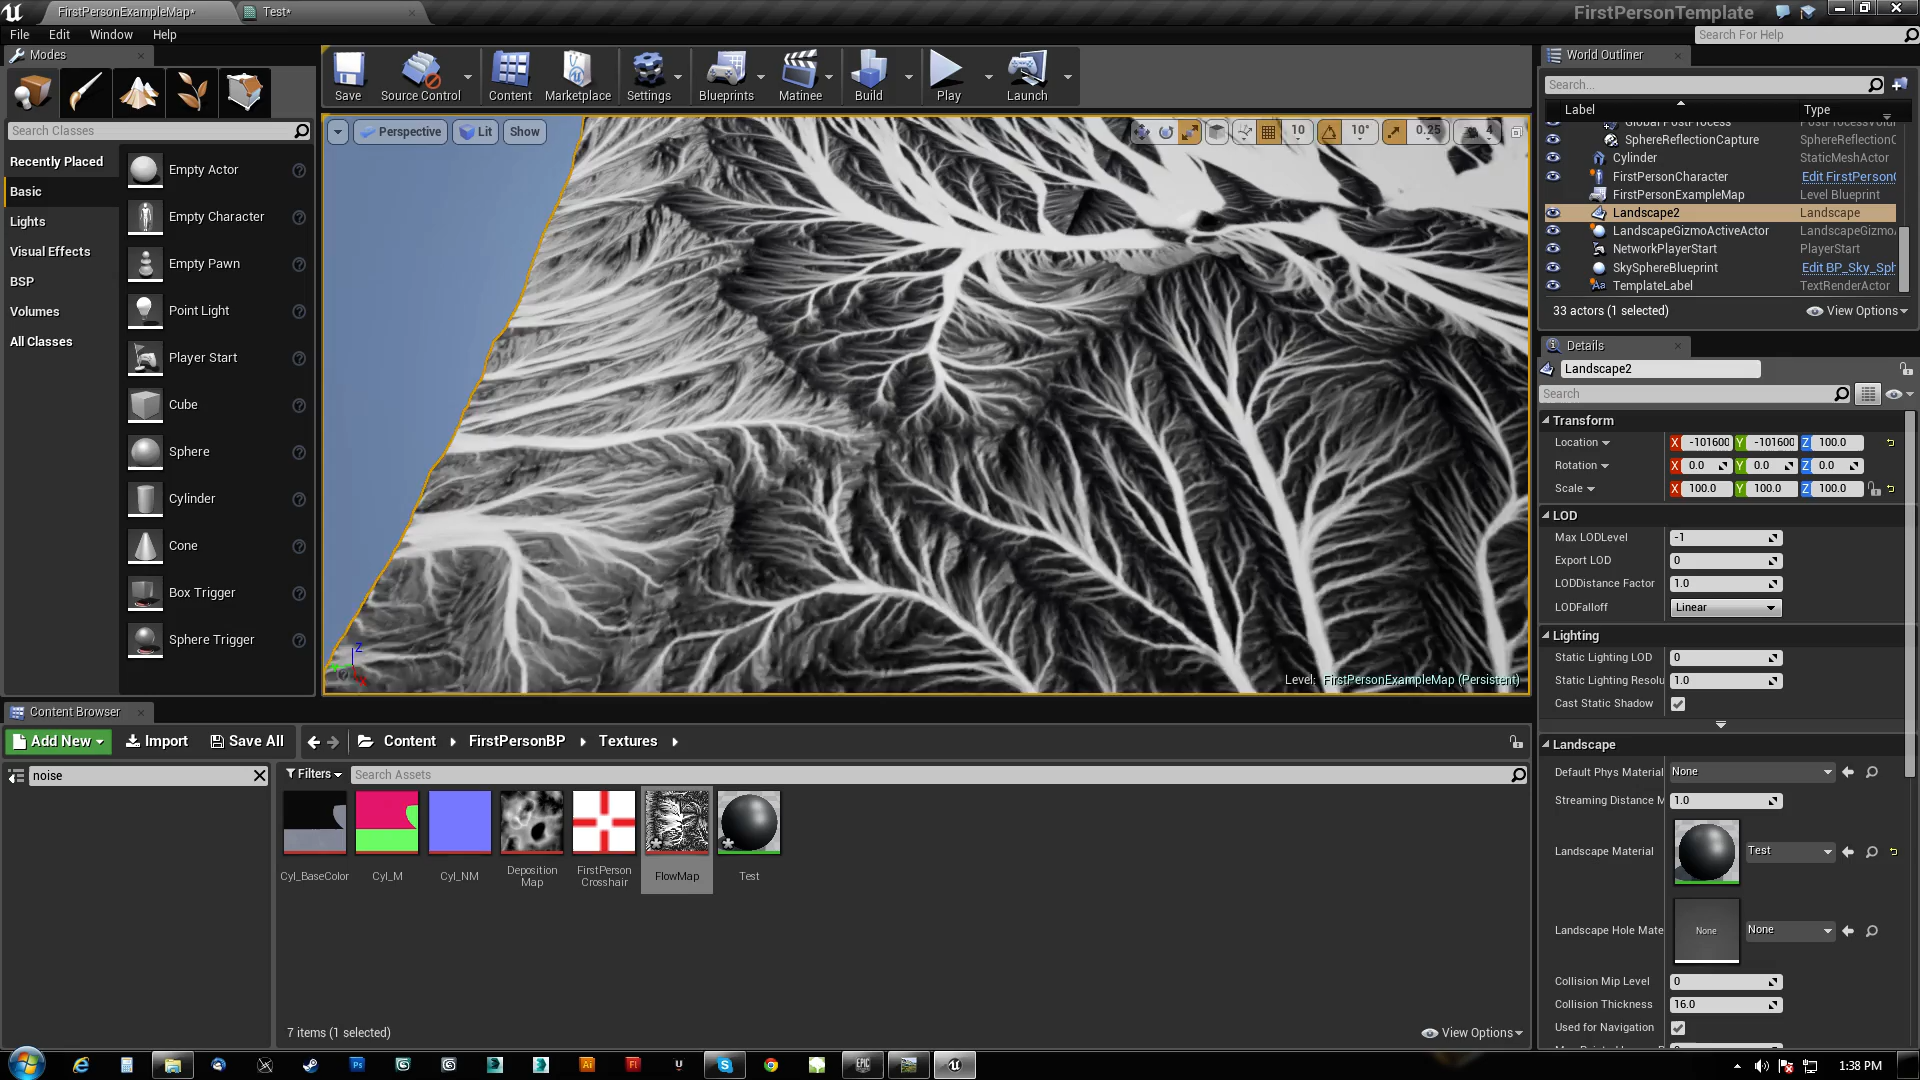 FirstPersonExampleMap*
Test*
FirstPersonTemplate
File Edit Window Help
Search For Help
Modes
Search Classes
Recently Placed
Basic
Lights
Visual Effects
BSP
Volumes
All Classes
Empty Actor
Empty Character
Empty Pawn
Point Light
Player Start
Cube
Sphere
Cylinder
Cone
Box Trigger
Sphere Trigger
Save
Source Control
Content
Marketplace
Settings
Blueprints
Matinee
Build
Play
Launch
Perspective Lit Show
10 10° 0.25 4
Level: FirstPersonExampleMap (Persistent)
World Outliner
Search...
Label Type
GlobalPostProcess PostProcessVolu
SphereReflectionCapture SphereReflectionC
Cylinder StaticMeshActor
FirstPersonCharacter Edit FirstPersonC
FirstPersonExampleMap Level Blueprint
Landscape2 Landscape
LandscapeGizmoActiveActor LandscapeGizmo
NetworkPlayerStart PlayerStart
SkySphereBlueprint Edit BP_Sky_Sph
TemplateLabel TextRenderActor
33 actors (1 selected) View Options
Details
Landscape2
Search
Transform
Location X -101600 Y -101600 Z 100.0
Rotation X 0.0 Y 0.0 Z 0.0
Scale X 100.0 Y 100.0 Z 100.0
LOD
Max LODLevel -1
Export LOD 0
LODDistance Factor 1.0
LODFalloff Linear
Lighting
Static Lighting LOD 0
Static Lighting Resolu 1.0
Cast Static Shadow
Landscape
Default Phys Material None
Streaming Distance M 1.0
Landscape Material Test
Landscape Hole Mate None None
Collision Mip Level 0
Collision Thickness 16.0
Used for Navigation
Content Browser
Add New Import Save All Content FirstPersonBP Textures
noise
Filters Search Assets
Cyl_BaseColor
Cyl_M
Cyl_NM
Deposition
Map
FirstPerson
Crosshair
FlowMap
Test
7 items (1 selected) View Options
Ps
Ai
Fl
S
EPIC
1:38 PM